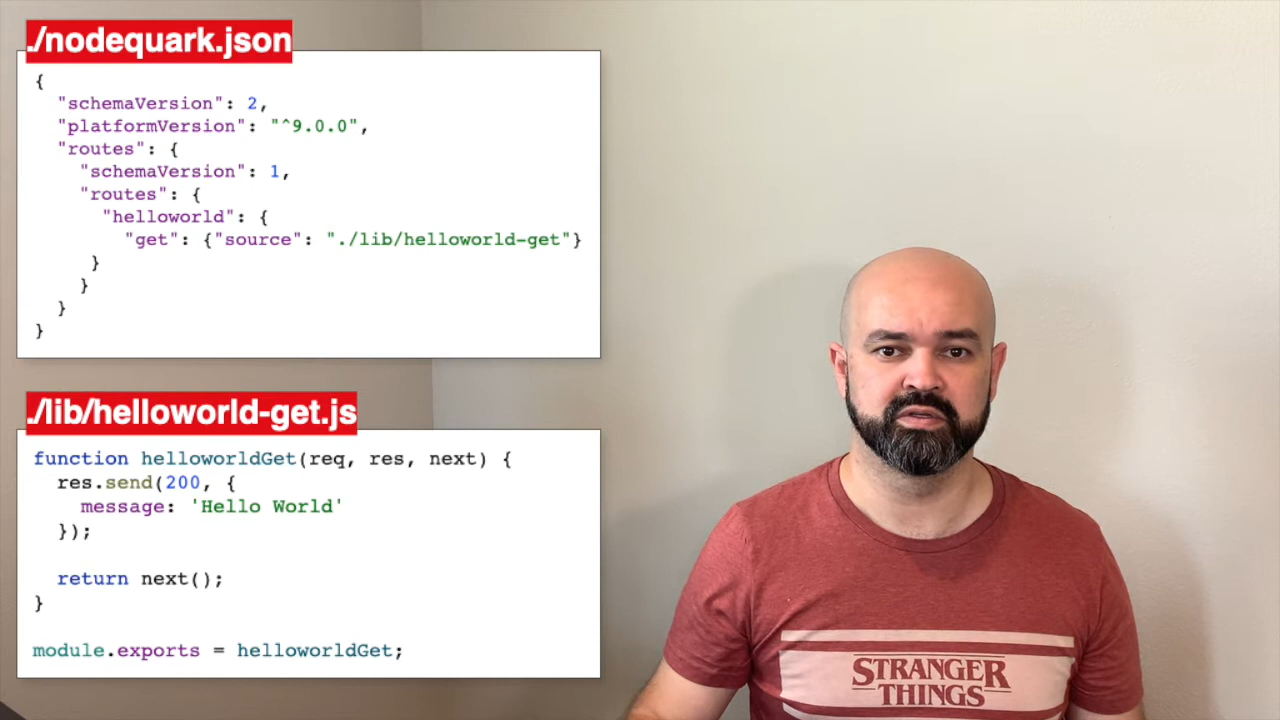 ./nodequark.json
{
  "schemaVersion": 2,
  "platformVersion": "^9.0.0",
  "routes": {
    "schemaVersion": 1,
    "routes": {
      "helloworld": {
        "get": {"source": "./lib/helloworld-get"}
     }
    }
  }
}
./lib/helloworld-get.js
function helloworldGet(req, res, next) {
  res.send(200, {
    message: 'Hello World'
  });

  return next();
}

module.exports = helloworldGet;
STRANGER
THINGS